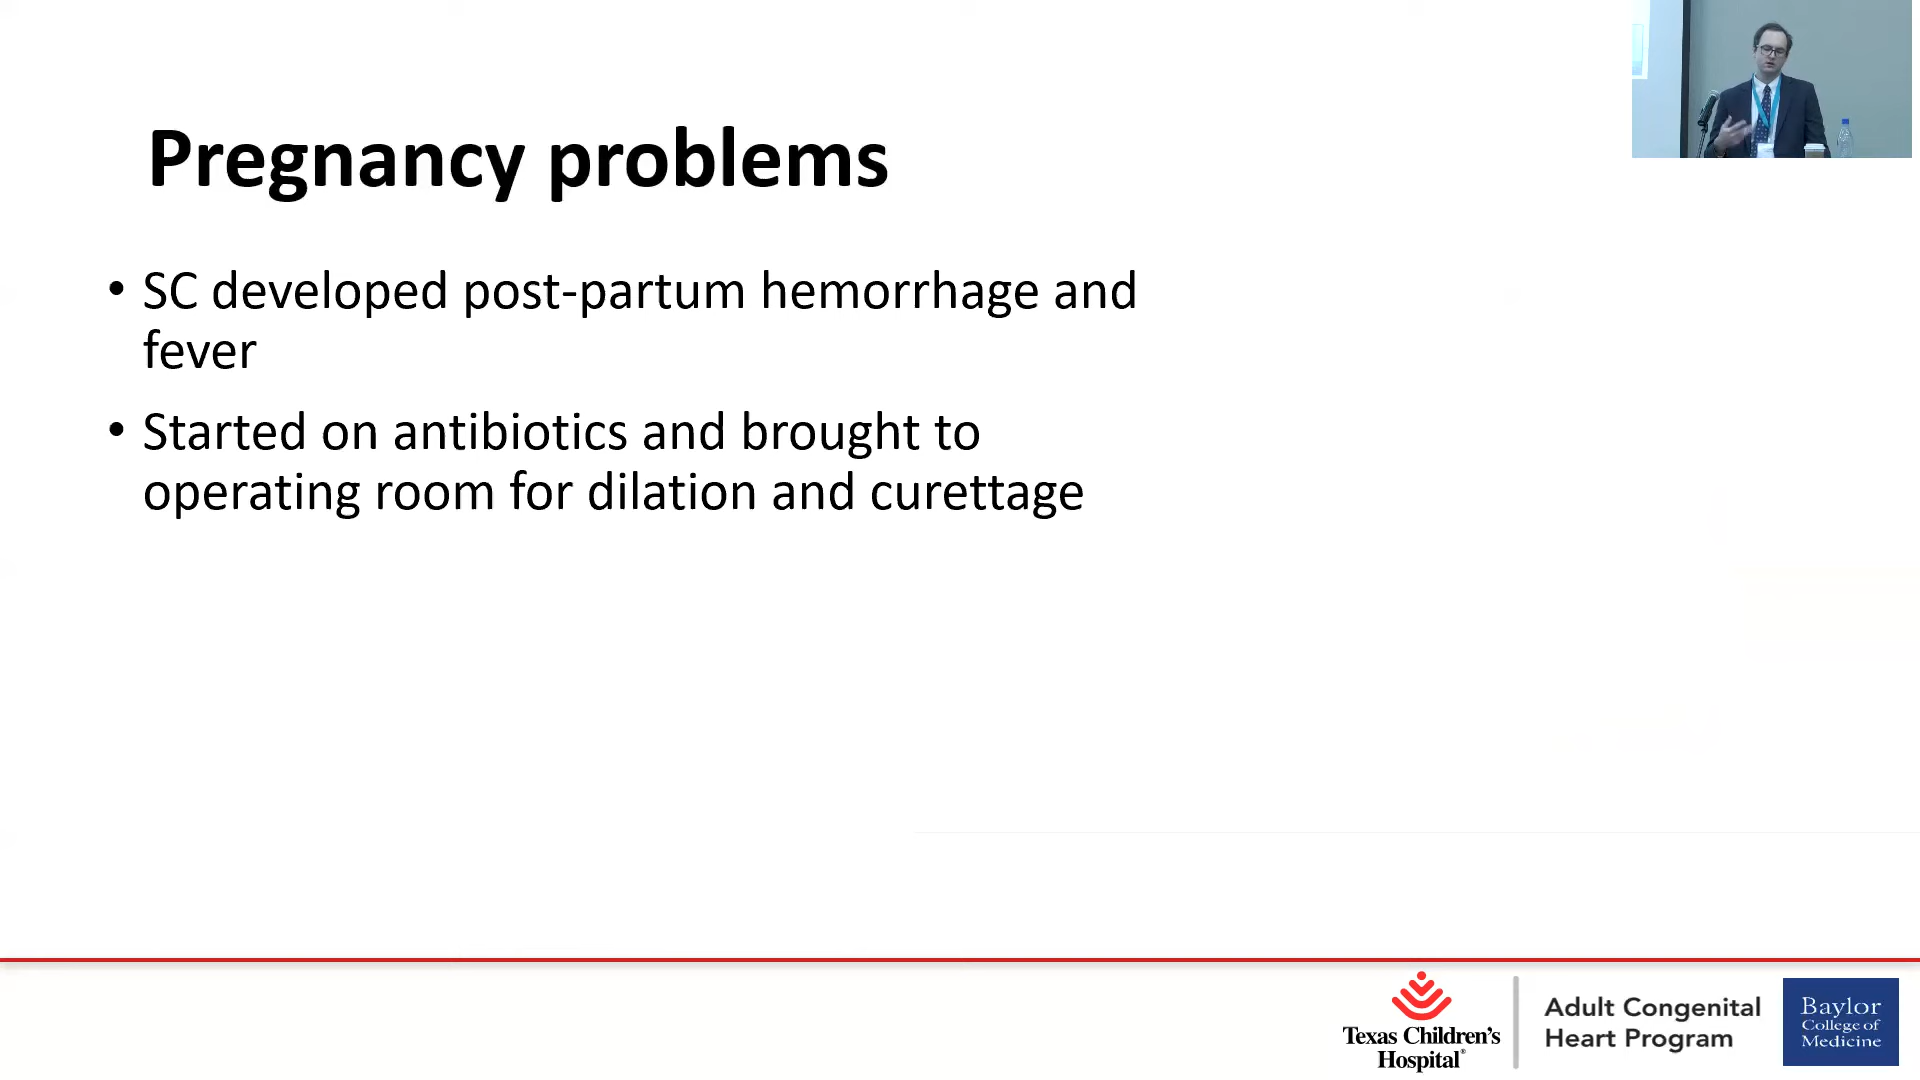 Pregnancy problems
• SC developed post-partum hemorrhage and
fever
• Started on antibiotics and brought to
operating room for dilation and curettage
Texas Children's
Hospital®
Adult Congenital
Heart Program
Baylor
College of
Medicine